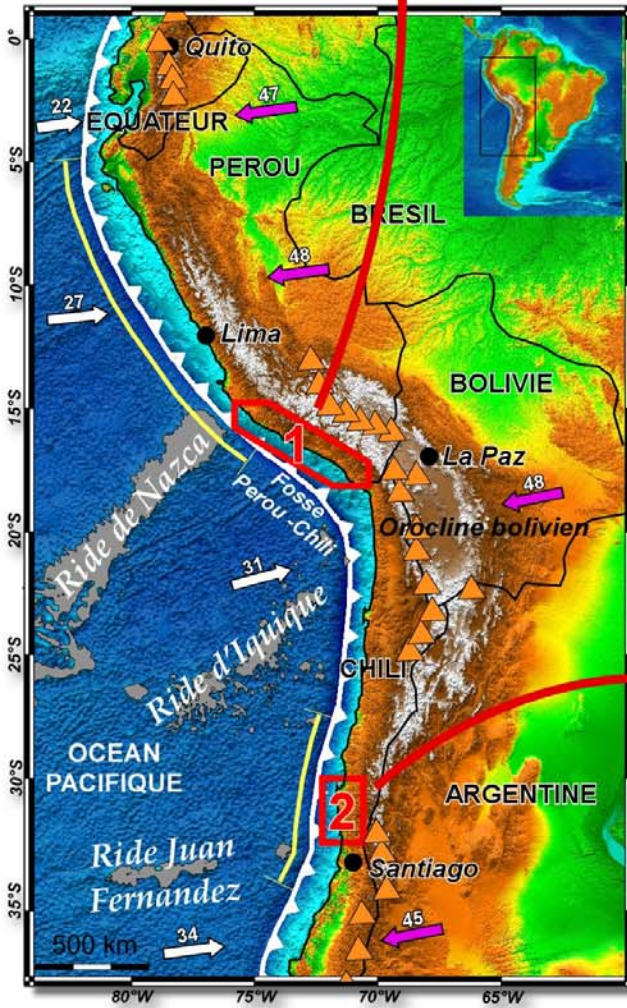 0°
5°S
10°S
15°S
20°S
25°S
30°S
35°S
Quito
22
47
EQUATEUR
PEROU
BRESIL
48
27
Lima
BOLIVIE
1
La Paz
Fosse
Perou -Chili
48
Ride de Nazca
Orocline bolivien
31
Ride d'Iquique
CHILI
OCEAN
PACIFIQUE
2
ARGENTINE
Ride Juan
Fernandez
Santiago
34
45
500 km
80°W
75°W
70°W
65°W